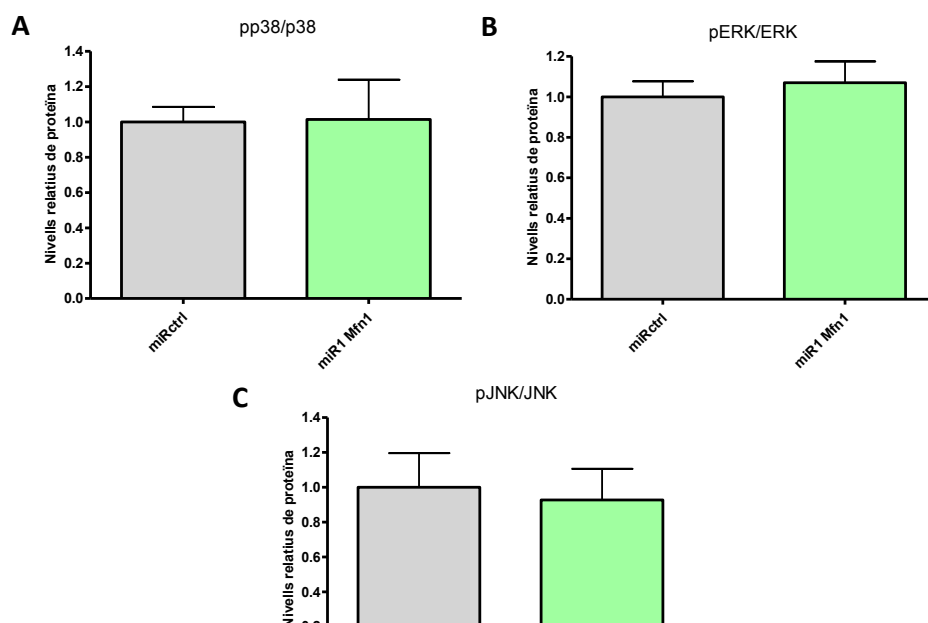 A
pp38/p38
Nivells relatius de proteïna
1.4
1.2
1.0
0.8
0.6
0.4
0.2
0.0
miRctrl
miR1 Mfn1
B
pERK/ERK
Nivells relatius de proteïna
1.2
1.0
0.8
0.6
0.4
0.2
0.0
miRctrl
miR1 Mfn1
C
pJNK/JNK
Nivells relatius de proteïna
1.4
1.2
1.0
0.8
0.6
0.4